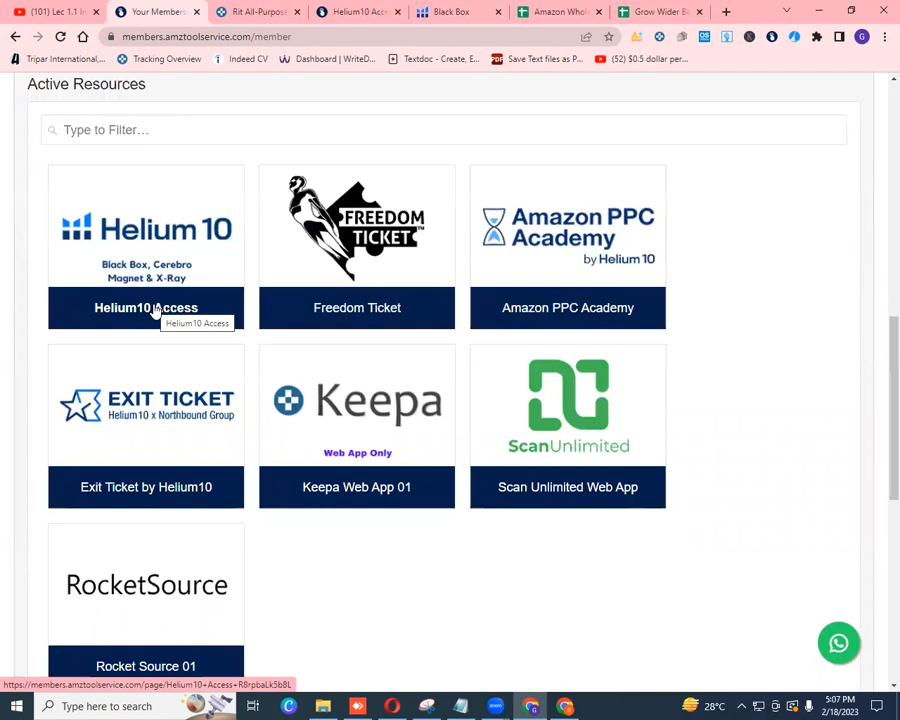 (101) Lec 1.1 I
Your Members
Rit All-Purpos
Helium10 Acc
Black Box
Amazon Whol
Grow Wider B
members.amztoolservice.com/member
Tripar International,...
Tracking Overview
Indeed CV
Dashboard | WriteD...
Textdoc - Create, E...
Save Text files as P...
(52) $0.5 dollar per...
Active Resources
Type to Filter...
Helium 10
Black Box, Cerebro
Magnet & X-Ray
Helium10 Access
Helium10 Access
FREEDOM
TICKET™
Freedom Ticket
Amazon PPC
Academy
by Helium 10
Amazon PPC Academy
EXIT TICKET
Helium10 x Northbound Group
Exit Ticket by Helium10
Keepa
Web App Only
Keepa Web App 01
ScanUnlimited
Scan Unlimited Web App
RocketSource
Rocket Source 01
https://members.amztoolservice.com/page/Helium10+Access+R8rpbaLk5b8L
Type here to search
28°C
5:07 PM
2/18/2023